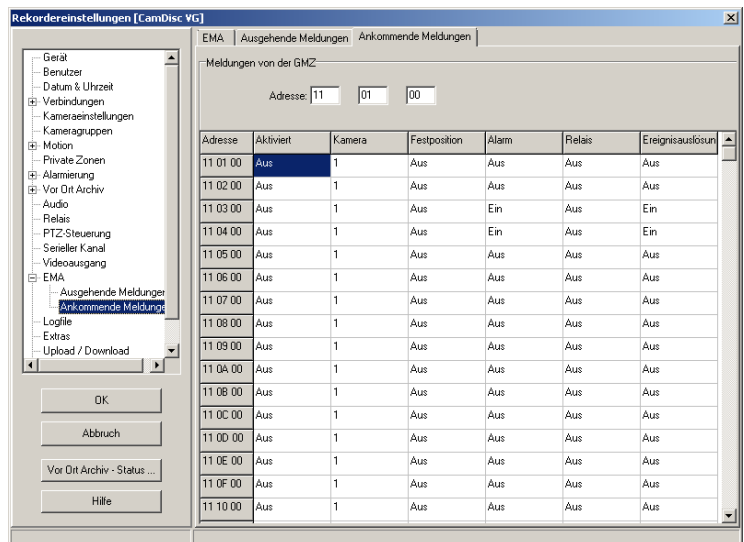 Rekordereinstellungen [CamDisc VG]
Gerät
Benutzer
Datum & Uhrzeit
Verbindungen
Kameraeinstellungen
Kameragruppen
Motion
Private Zonen
Alarmierung
Vor Ort Archiv
Audio
Relais
PTZ-Steuerung
Serieller Kanal
Videoausgang
EMA
Ausgehende Meldungen
Ankommende Meldunge
Logfile
Extras
Upload / Download
OK
Abbruch
Vor Ort Archiv - Status ...
Hilfe
EMA Ausgehende Meldungen Ankommende Meldungen
Meldungen von der GMZ
Adresse: 11 01 00
Adresse Aktiviert Kamera Festposition Alarm Relais Ereignisauslösun
11 01 00 Aus 1 Aus Aus Aus Aus
11 02 00 Aus 1 Aus Aus Aus Aus
11 03 00 Aus 1 Aus Ein Aus Ein
11 04 00 Aus 1 Aus Ein Aus Ein
11 05 00 Aus 1 Aus Aus Aus Aus
11 06 00 Aus 1 Aus Aus Aus Aus
11 07 00 Aus 1 Aus Aus Aus Aus
11 08 00 Aus 1 Aus Aus Aus Aus
11 09 00 Aus 1 Aus Aus Aus Aus
11 0A 00 Aus 1 Aus Aus Aus Aus
11 0B 00 Aus 1 Aus Aus Aus Aus
11 0C 00 Aus 1 Aus Aus Aus Aus
11 0D 00 Aus 1 Aus Aus Aus Aus
11 0E 00 Aus 1 Aus Aus Aus Aus
11 0F 00 Aus 1 Aus Aus Aus Aus
11 10 00 Aus 1 Aus Aus Aus Aus